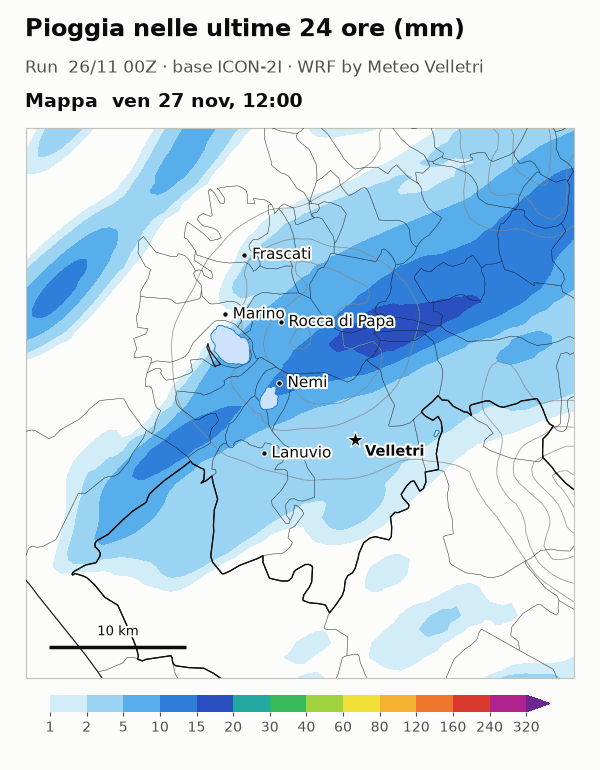 Pioggia nelle ultime 24 ore (mm)
Run  26/11 00Z · base ICON-2I · WRF by Meteo Velletri
Mappa  ven 27 nov, 12:00
Frascati
Marino
Rocca di Papa
Nemi
Velletri
Lanuvio
10 km
1 2 5 10 15 20 30 40 60 80 120 160 240 320